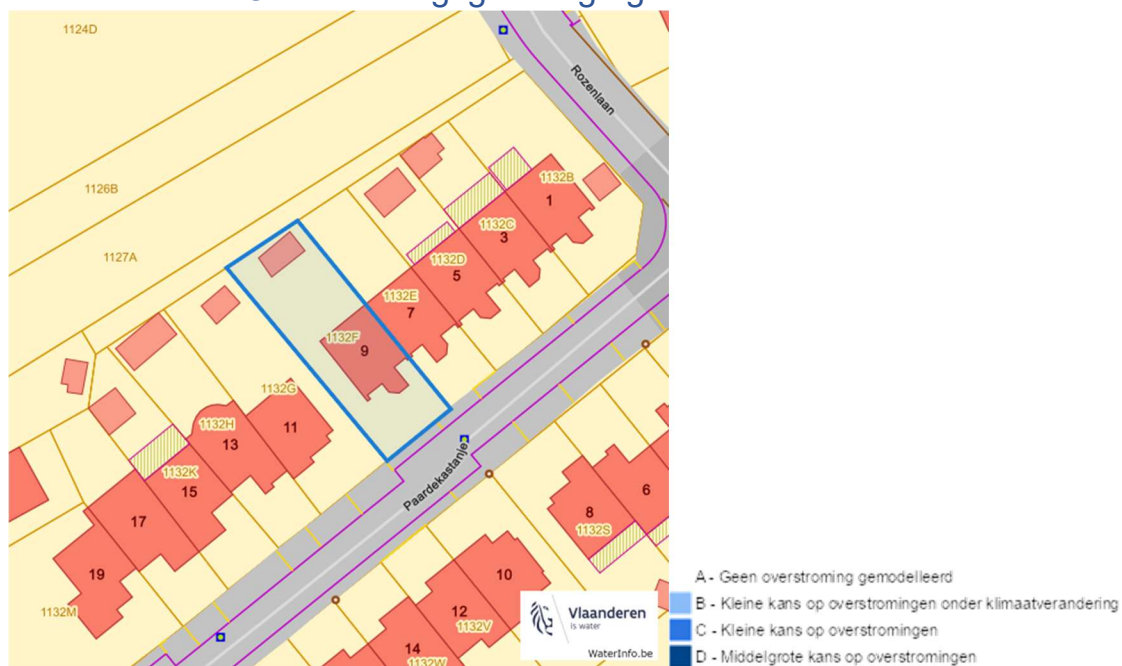 1124D
Rozenlaan
1126B
1132B
1
1132C
3
1127A
1132D
5
1132E
7
1132F
9
1132G
11
1132H
13
Paardekastanje
1132K
15
6
8
17
1132S
10
19
12
1132M
1132V
14
1132W
Vlaanderen
is water
WaterInfo.be
A - Geen overstroming gemodelleerd
B - Kleine kans op overstromingen onder klimaatverandering
C - Kleine kans op overstromingen
D - Middelgrote kans op overstromingen